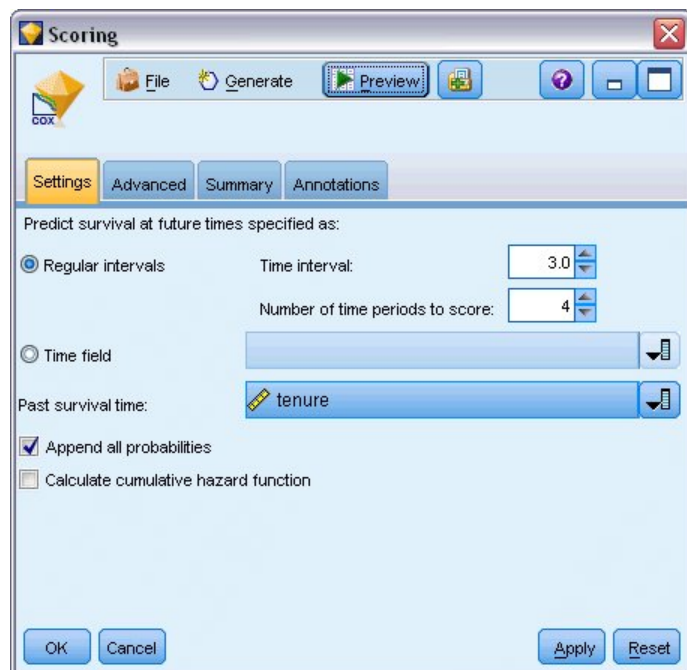 Scoring
File Generate Preview
COX
Settings Advanced Summary Annotations
Predict survival at future times specified as:
Regular intervals Time interval: 3.0
Number of time periods to score: 4
Time field
Past survival time: tenure
Append all probabilities
Calculate cumulative hazard function
OK Cancel Apply Reset